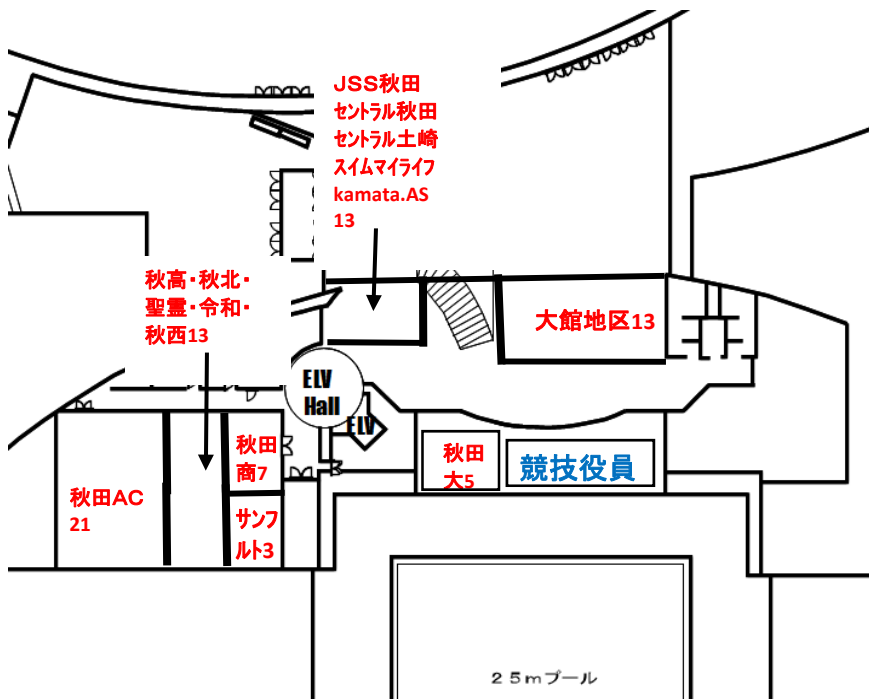 JSS秋田
セントラル秋田
セントラル土崎
スイムマイライフ
kamata.AS
13
秋高・秋北・
聖霊・令和・
秋西13
大館地区13
ELV
Hall
ELV
秋田
商7
秋田
大5
競技役員
秋田AC
21
サンフ
ルト3
25mプール